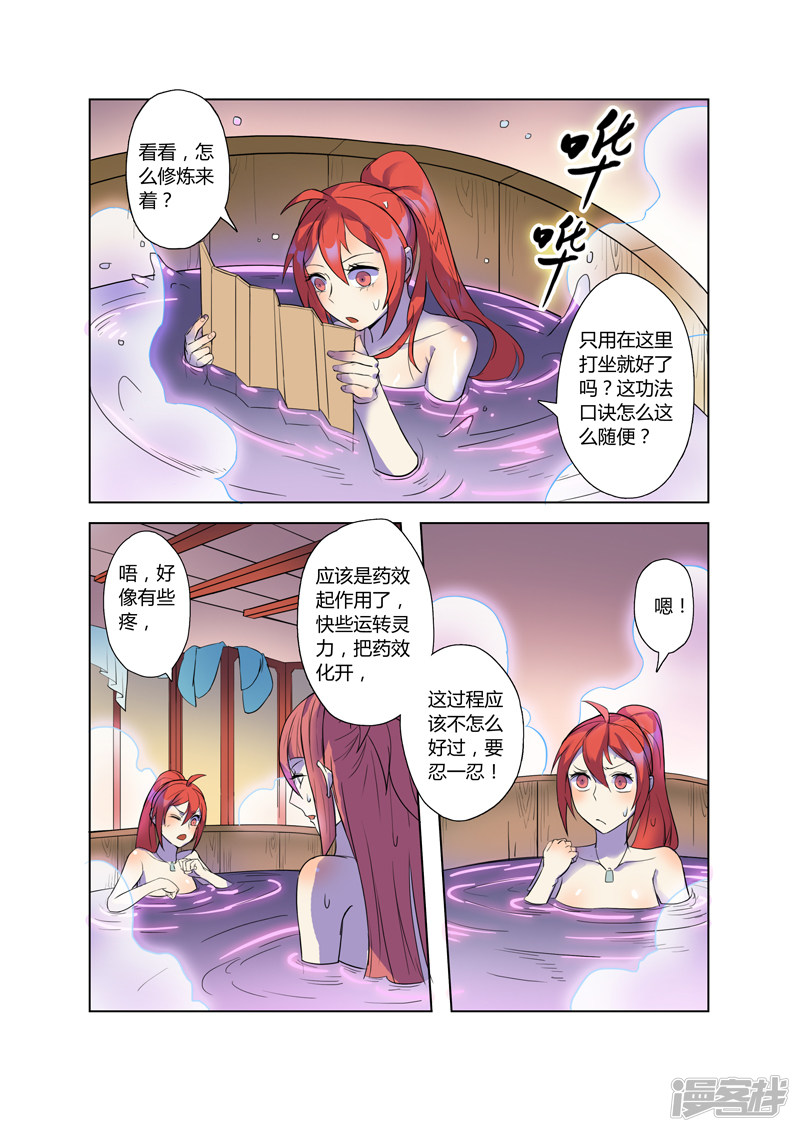 看看，怎
么修炼来
着？
哗
哗
只用在这里
打坐就好了
吗？这功法
口诀怎么这
么随便？
唔，好
像有些
疼，
应该是药效
起作用了，
快些运转灵
力，把药效
化开，
这过程应
该不怎么
好过，要
忍一忍！
嗯！
漫客栈